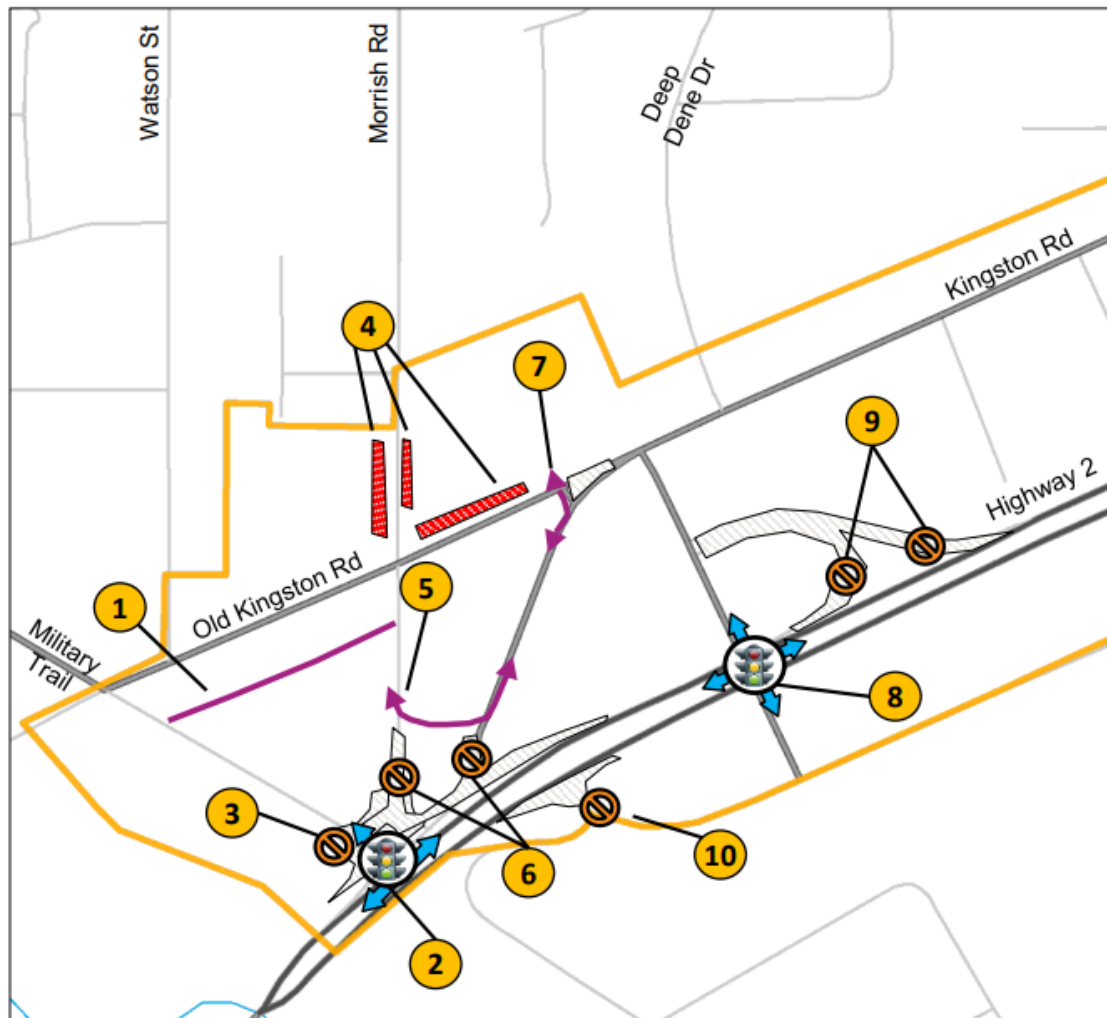 Watson St
Morrish Rd
Deep
Dene Dr
Kingston Rd
4
7
9
Highway 2
1
Old Kingston Rd
5
Military
Trail
8
3
6
10
2